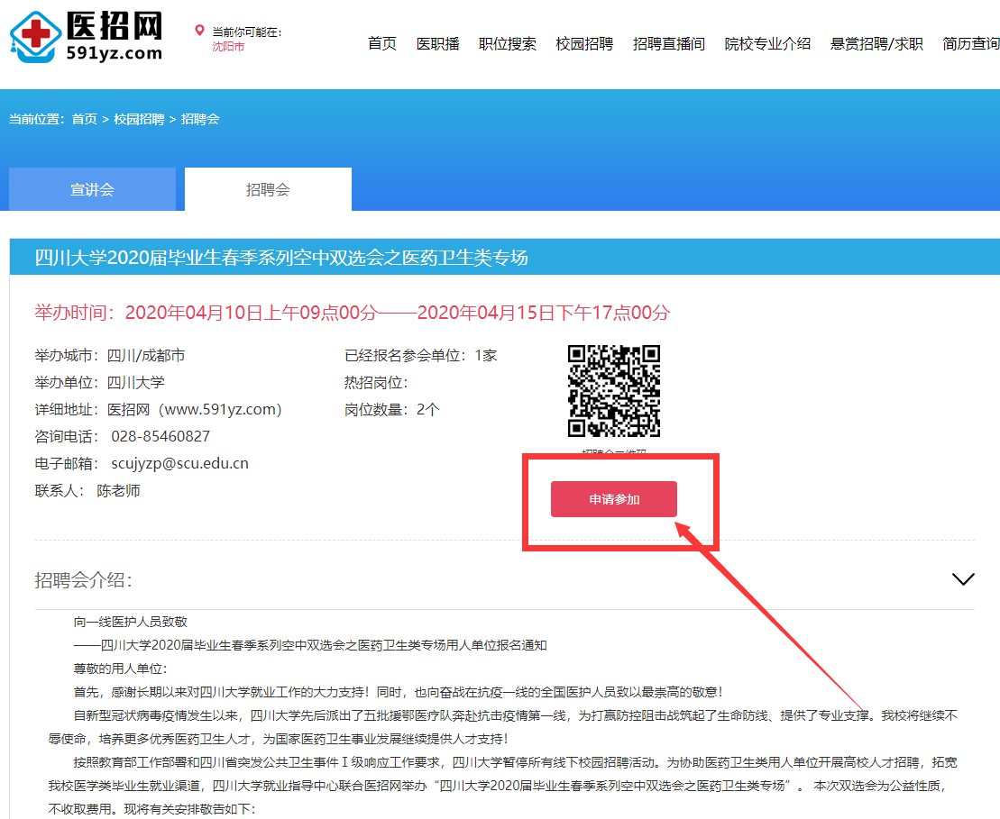 医招网
591yz.com
当前你可能在:
沈阳市
首页 医职播 职位搜索 校园招聘 招聘直播间 院校专业介绍 悬赏招聘/求职 简历查询
当前位置: 首页 > 校园招聘 > 招聘会
宣讲会 招聘会
四川大学2020届毕业生春季系列空中双选会之医药卫生类专场
举办时间：2020年04月10日上午09点00分——2020年04月15日下午17点00分
举办城市：四川/成都市 已经报名参会单位：1家
举办单位：四川大学 热招岗位：
详细地址：医招网（www.591yz.com） 岗位数量：2个
咨询电话： 028-85460827
电子邮箱： scujyzp@scu.edu.cn
联系人： 陈老师
招聘会二维码
申请参加
招聘会介绍：
向一线医护人员致敬
——四川大学2020届毕业生春季系列空中双选会之医药卫生类专场用人单位报名通知
尊敬的用人单位：
首先，感谢长期以来对四川大学就业工作的大力支持！同时，也向奋战在抗疫一线的全国医护人员致以最崇高的敬意！
自新型冠状病毒疫情发生以来，四川大学先后派出了五批援鄂医疗队奔赴抗击疫情第一线，为打赢防控阻击战筑起了生命防线、提供了专业支撑。我校将继续不
辱使命，培养更多优秀医药卫生人才，为国家医药卫生事业发展继续提供人才支持！
按照教育部工作部署和四川省突发公共卫生事件Ⅰ级响应工作要求，四川大学暂停所有线下校园招聘活动。为协助医药卫生类用人单位开展高校人才招聘，拓宽
我校医学类毕业生就业渠道，四川大学就业指导中心联合医招网举办“四川大学2020届毕业生春季系列空中双选会之医药卫生类专场”。 本次双选会为公益性质，
不收取费用。现将有关安排敬告如下：